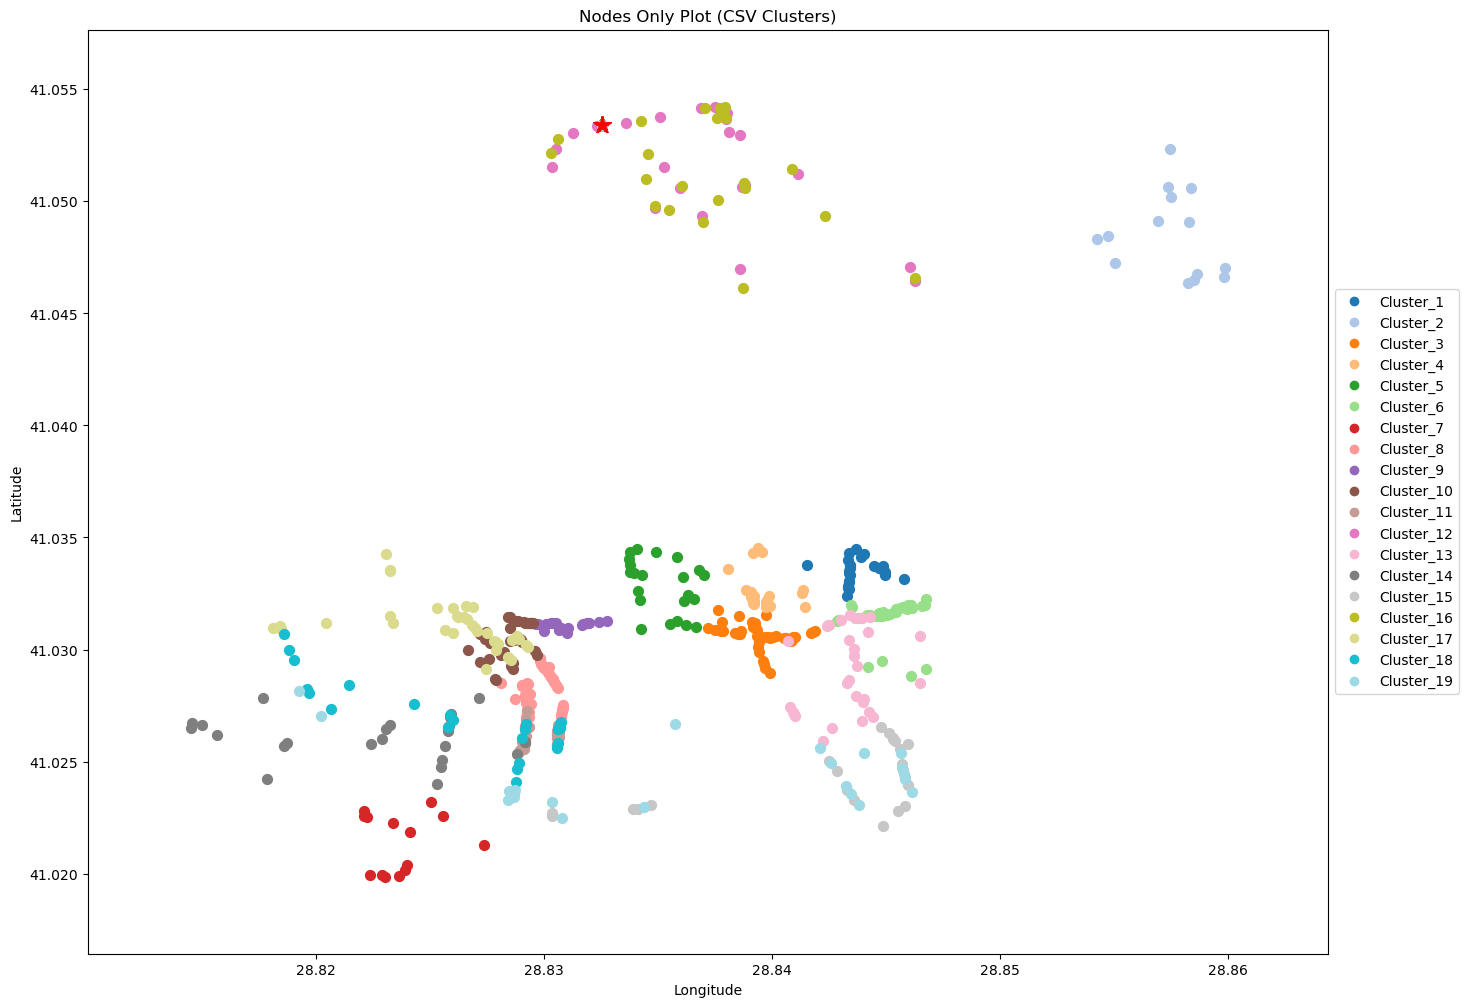 Nodes Only Plot (CSV Clusters)
41.055
41.050
41.045
41.040
41.035
41.030
41.025
41.020
Latitude
28.82
28.83
28.84
28.85
28.86
Longitude
Cluster_1
Cluster_2
Cluster_3
Cluster_4
Cluster_5
Cluster_6
Cluster_7
Cluster_8
Cluster_9
Cluster_10
Cluster_11
Cluster_12
Cluster_13
Cluster_14
Cluster_15
Cluster_16
Cluster_17
Cluster_18
Cluster_19